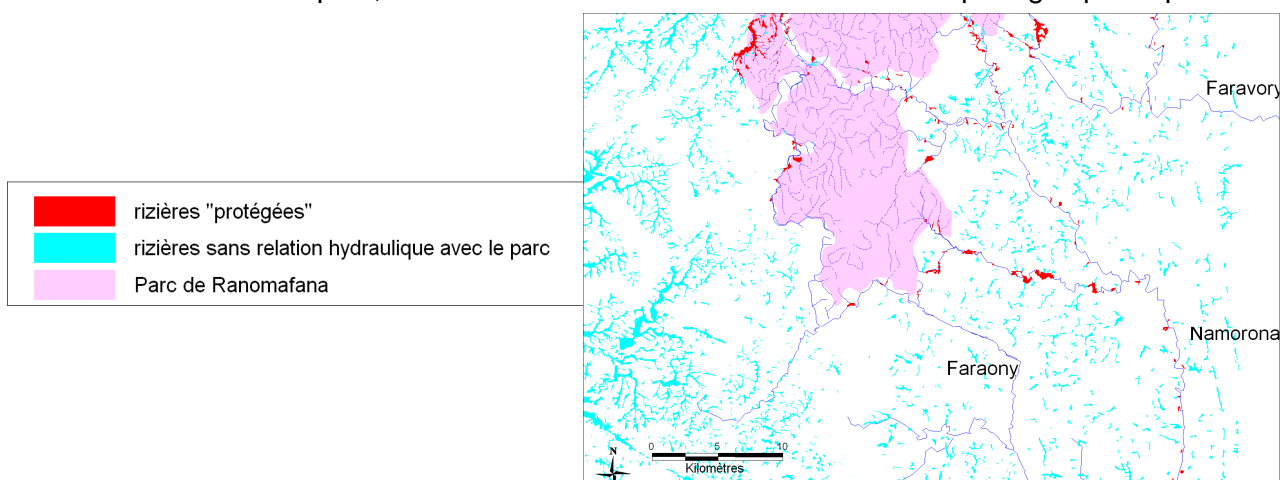 Faravory
rizières "protégées"
rizières sans relation hydraulique avec le parc
Parc de Ranomafana
Namorona
Faraony
0 5 10
Kilomètres
N